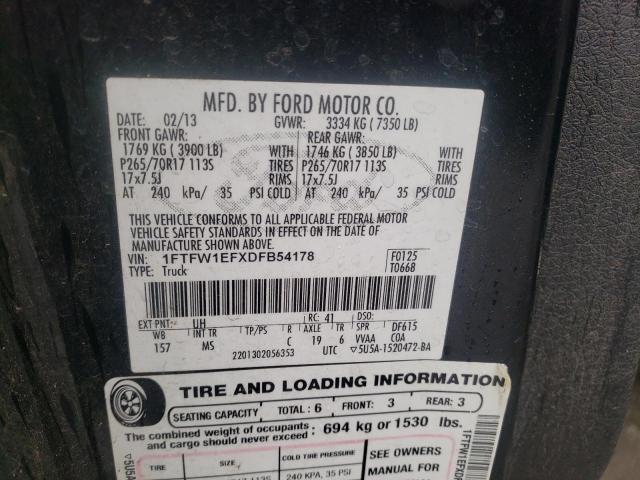 MFD. BY FORD MOTOR CO.
DATE: 02/13 GVWR: 3334 KG ( 7350 LB)
FRONT GAWR: REAR GAWR:
1769 KG ( 3900 LB) WITH 1746 KG ( 3850 LB) WITH
P265/70R17 113S TIRES P265/70R17 113S TIRES
17x7.5J RIMS 17x7.5J RIMS
AT 240 kPa/ 35 PSI COLD AT 240 kPa/ 35 PSI COLD
THIS VEHICLE CONFORMS TO ALL APPLICABLE FEDERAL MOTOR
VEHICLE SAFETY STANDARDS IN EFFECT ON THE DATE OF
MANUFACTURE SHOWN ABOVE.
VIN: 1FTFW1EFXDFB54178 F0125
TYPE: Truck T0668
EXT PNT: UH RC: 41 DSO:
WB INT TR TP/PS R AXLE TR SPR DF615
157 MS C 19 6 VVAA COA
2201302056353 UTC ▽5U5A-1520472-BA
TIRE AND LOADING INFORMATION
SEATING CAPACITY TOTAL: 6 FRONT: 3 REAR: 3
The combined weight of occupants and cargo should never exceed: 694 kg or 1530 lbs.
TIRE SIZE COLD TIRE PRESSURE SEE OWNERS
240 KPA, 35 PSI MANUAL FOR
▽5U5A